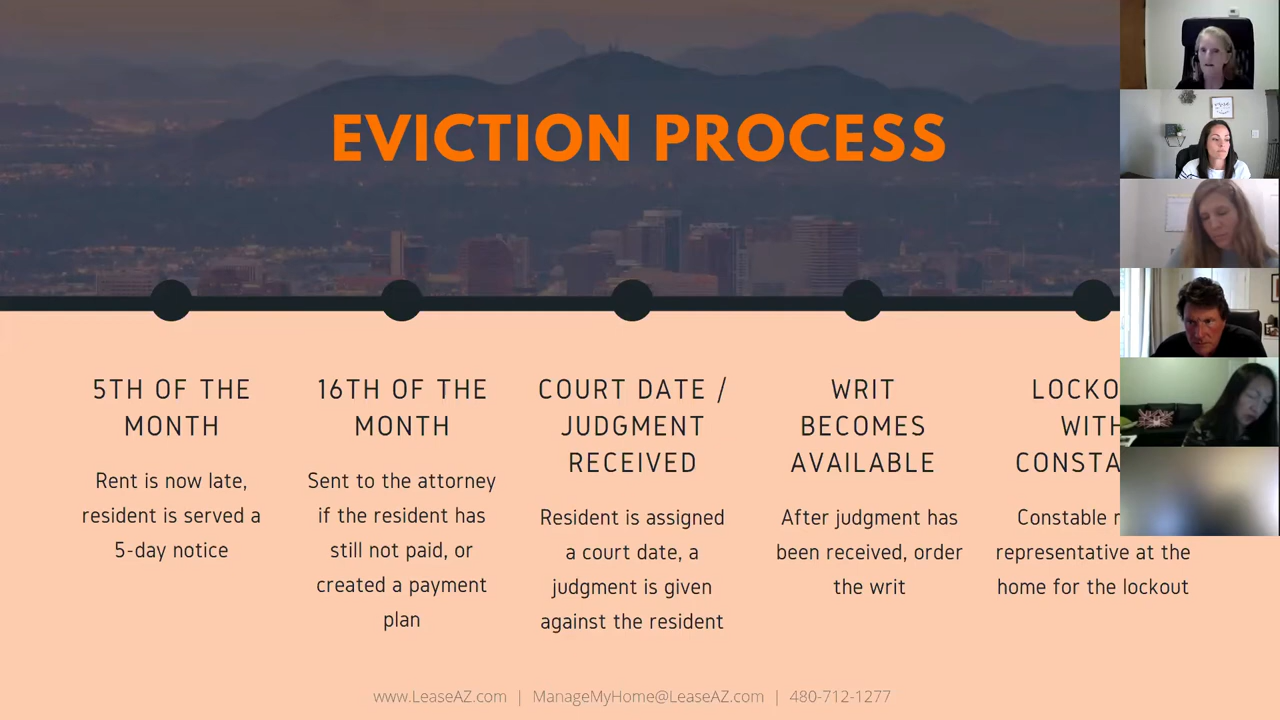 EVICTION PROCESS
5TH OF THE
MONTH
Rent is now late,
resident is served a
5-day notice
16TH OF THE
MONTH
Sent to the attorney
if the resident has
still not paid, or
created a payment
plan
COURT DATE /
JUDGMENT
RECEIVED
Resident is assigned
a court date, a
judgment is given
against the resident
WRIT
BECOMES
AVAILABLE
After judgment has
been received, order
the writ
LOCKO
WITH
CONSTA
Constable
representative at the
home for the lockout
www.LeaseAZ.com | ManageMyHome@LeaseAZ.com | 480-712-1277